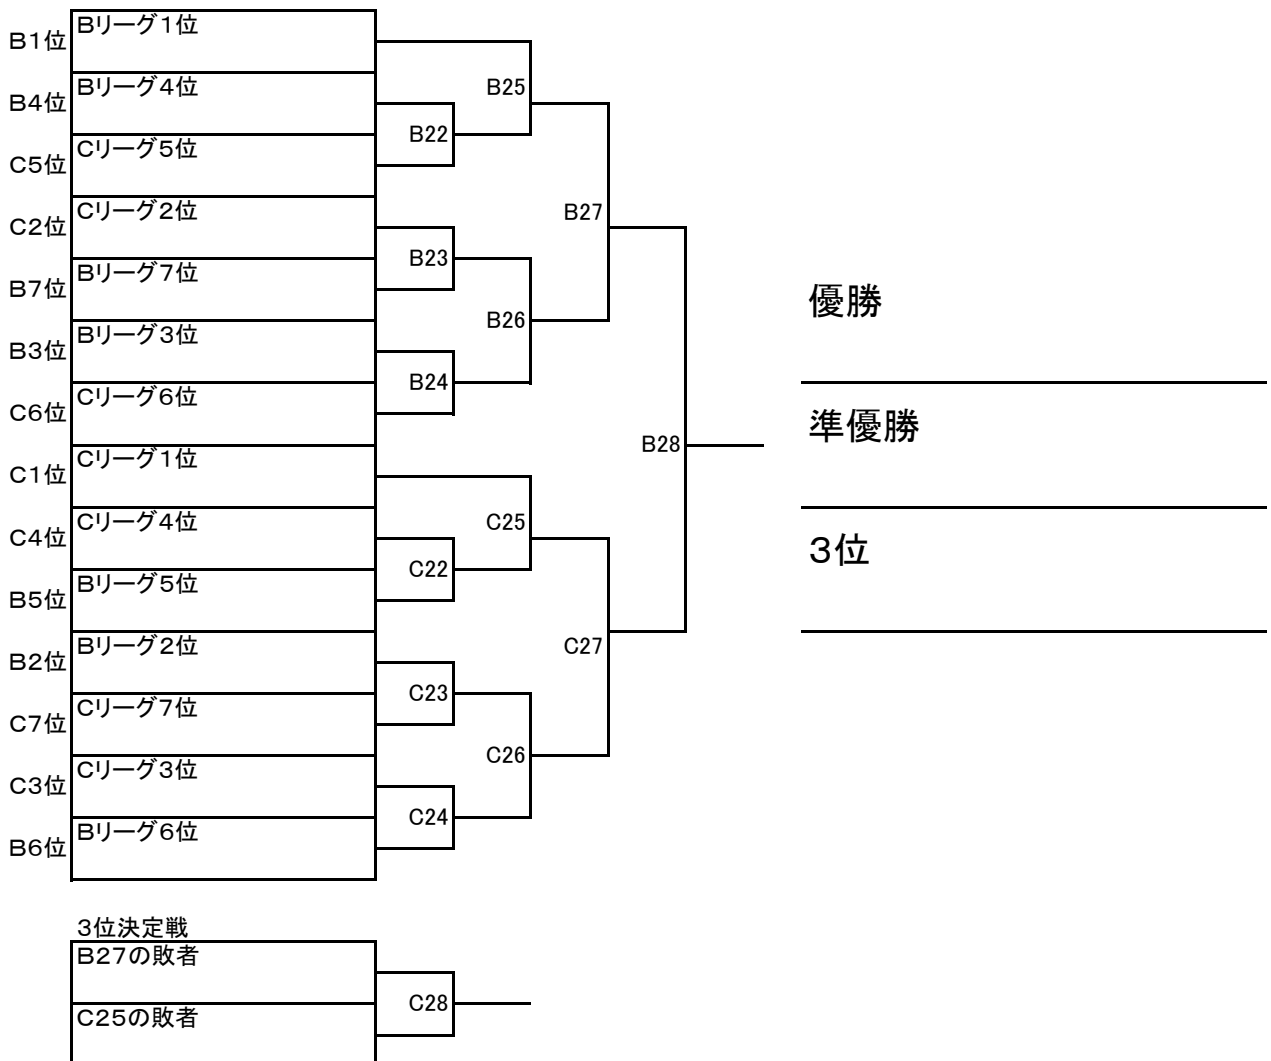 B1位 Bリーグ1位
B4位 Bリーグ4位
B25
B22
C5位 Cリーグ5位
C2位 Cリーグ2位
B27
B23
B7位 Bリーグ7位
優勝
B26
B3位 Bリーグ3位
B24
C6位 Cリーグ6位
準優勝
B28
C1位 Cリーグ1位
C4位 Cリーグ4位
C25
3位
C22
B5位 Bリーグ5位
B2位 Bリーグ2位
C27
C23
C7位 Cリーグ7位
C26
C3位 Cリーグ3位
C24
B6位 Bリーグ6位
3位決定戦
B27の敗者
C28
C25の敗者